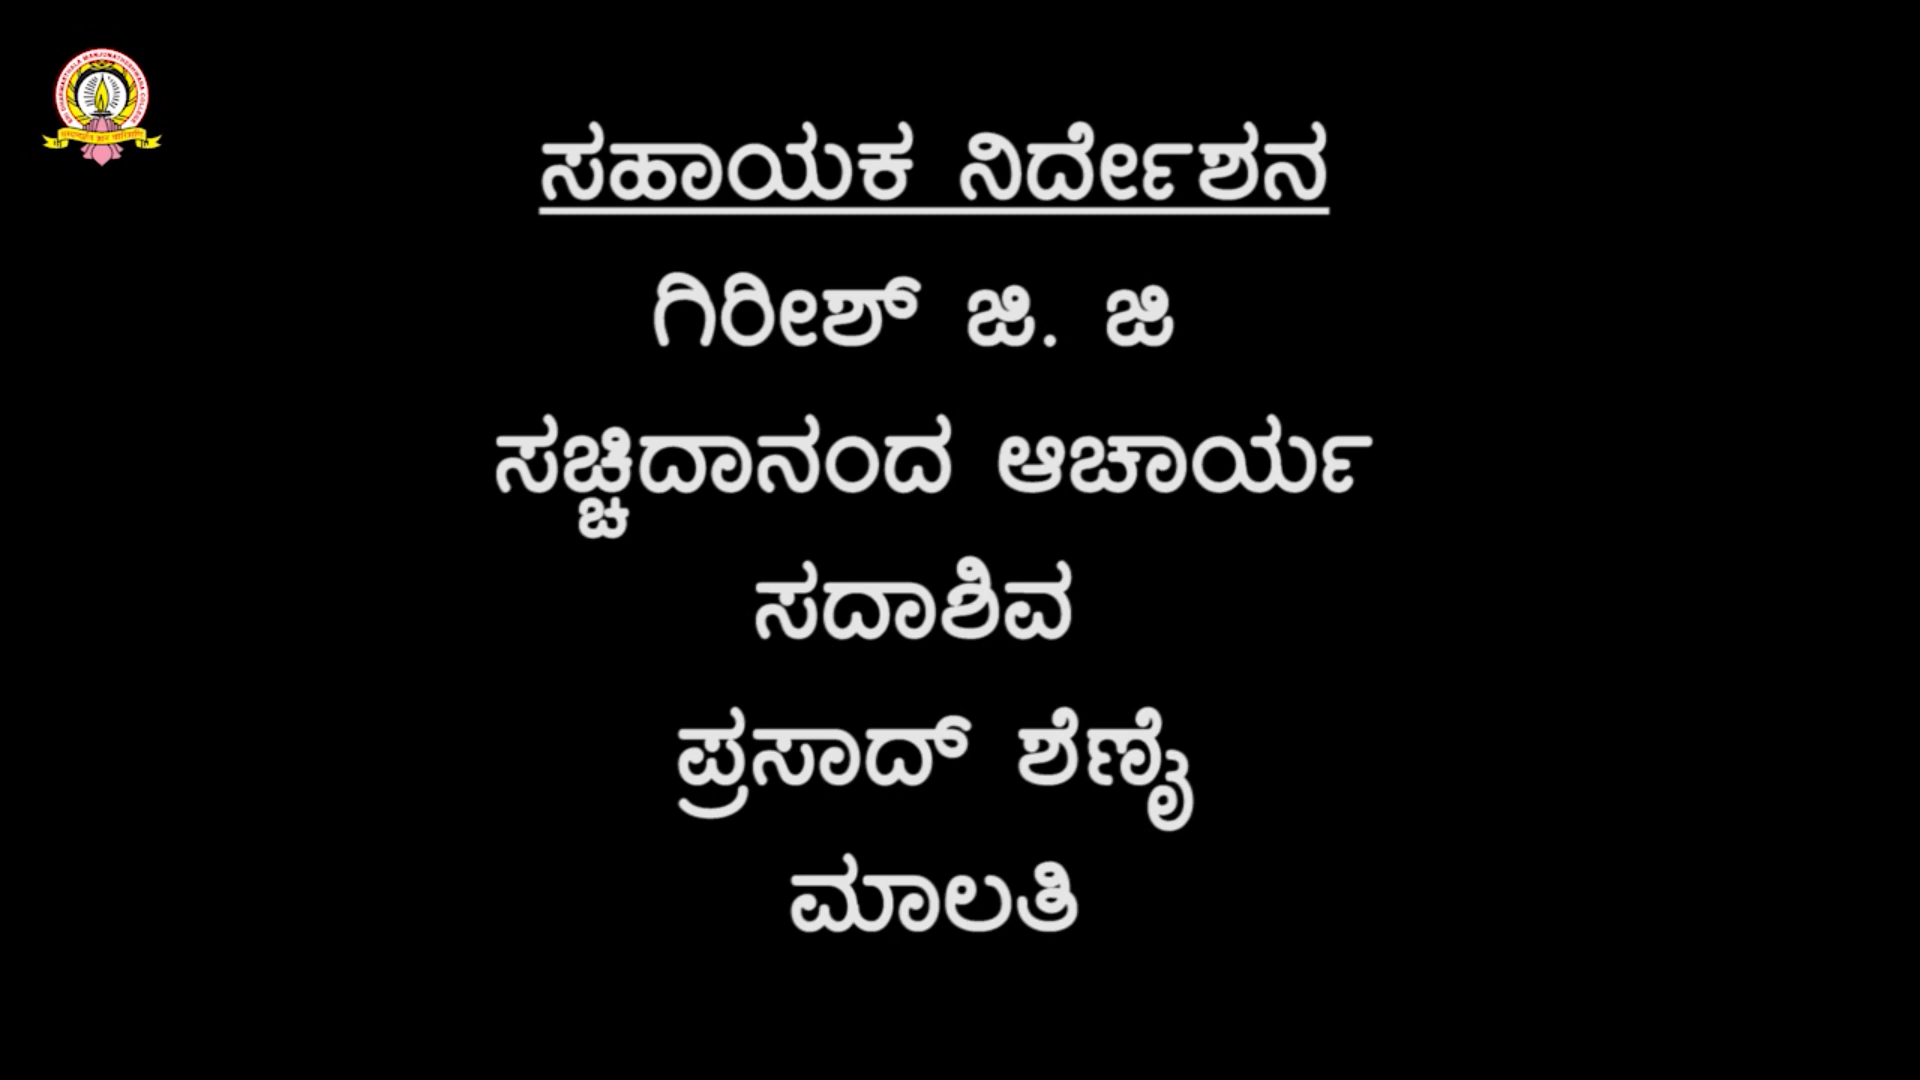 ಸಹಾಯಕ ನಿರ್ದೇಶನ
ಗಿರೀಶ್ ಜಿ. ಜಿ
ಸಚ್ಚಿದಾನಂದ ಆಚಾರ್ಯ
ಸದಾಶಿವ
ಪ್ರಸಾದ್ ಶೆಣೈ
ಮಾಲತಿ